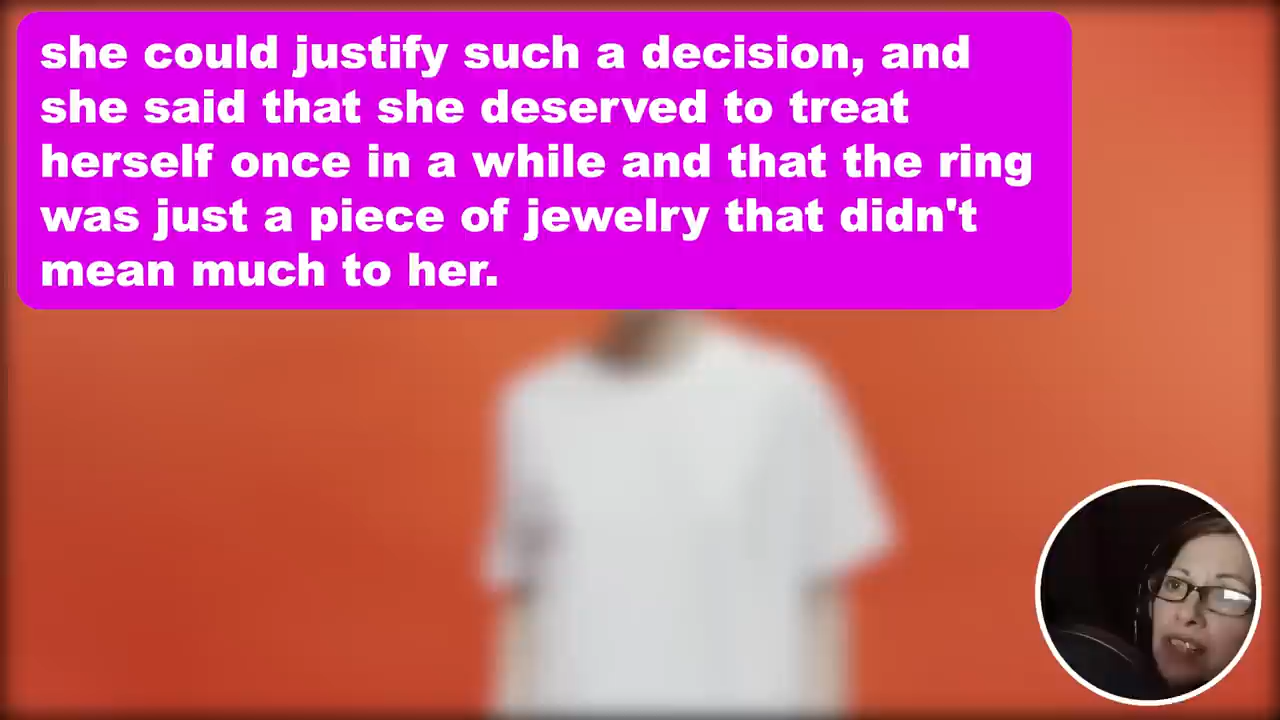 she could justify such a decision, and
she said that she deserved to treat
herself once in a while and that the ring
was just a piece of jewelry that didn't
mean much to her.